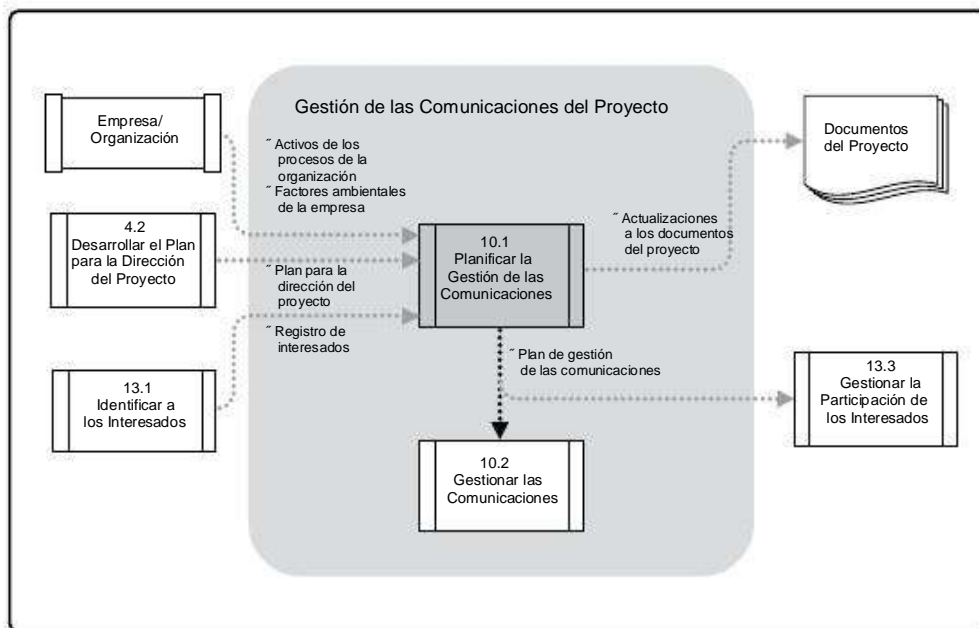 Gestión de las Comunicaciones del Proyecto
Empresa/
Organización
˝ Activos de los
procesos de la
organización
˝ Factores ambientales
de la empresa
Documentos
del Proyecto
4.2
Desarrollar el Plan
para la Dirección
del Proyecto
˝ Plan para la
dirección del
proyecto
10.1
Planificar la
Gestión de las
Comunicaciones
˝ Actualizaciones
a los documentos
del proyecto
˝ Registro de
interesados
13.1
Identificar a
los Interesados
˝ Plan de gestión
de las comunicaciones
13.3
Gestionar la
Participación de
los Interesados
10.2
Gestionar las
Comunicaciones